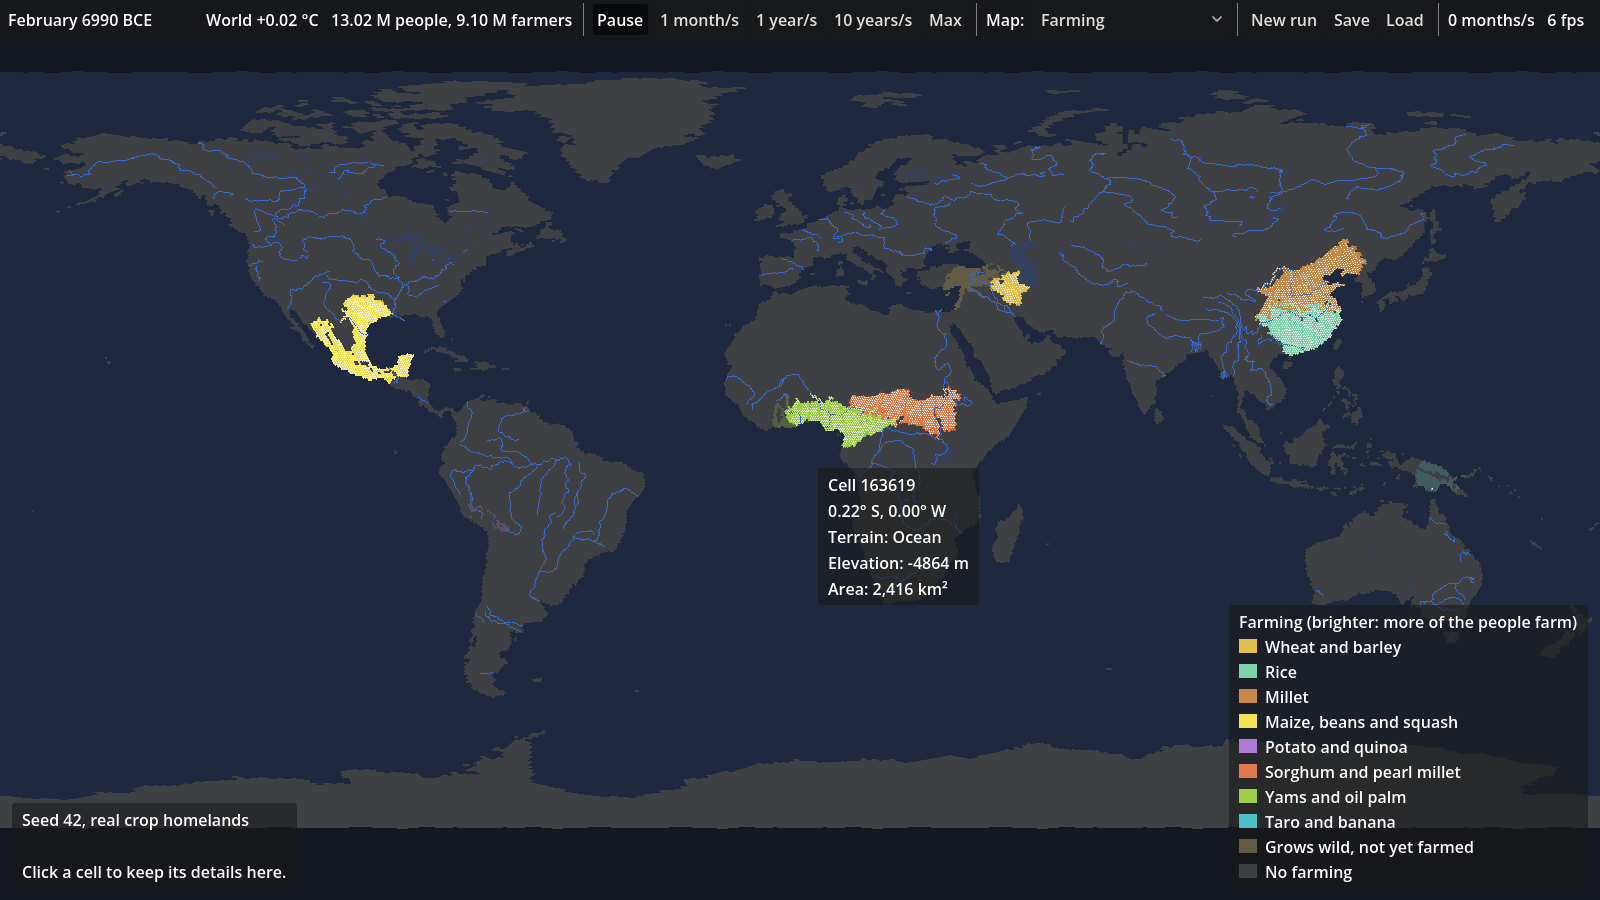 February 6990 BCE World +0.02 °C 13.02 M people, 9.10 M farmers Pause 1 month/s 1 year/s 10 years/s Max Map: Farming New run Save Load 0 months/s 6 fps
Cell 163619
0.22° S, 0.00° W
Terrain: Ocean
Elevation: -4864 m
Area: 2,416 km²
Farming (brighter: more of the people farm)
Wheat and barley
Rice
Millet
Maize, beans and squash
Potato and quinoa
Sorghum and pearl millet
Yams and oil palm
Taro and banana
Grows wild, not yet farmed
No farming
Seed 42, real crop homelands
Click a cell to keep its details here.